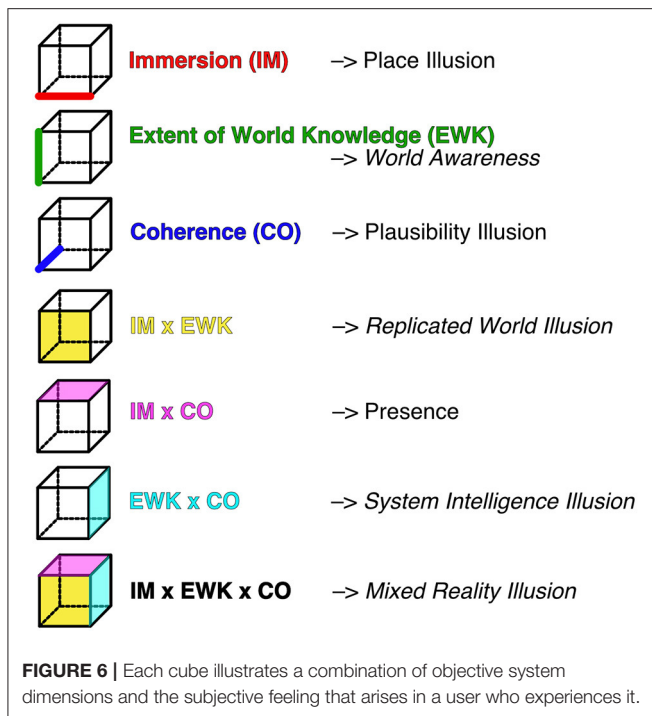 Immersion (IM) –> Place Illusion
Extent of World Knowledge (EWK)
–> World Awareness
Coherence (CO) –> Plausibility Illusion
IM x EWK –> Replicated World Illusion
IM x CO –> Presence
EWK x CO –> System Intelligence Illusion
IM x EWK x CO –> Mixed Reality Illusion
FIGURE 6 | Each cube illustrates a combination of objective system
dimensions and the subjective feeling that arises in a user who experiences it.